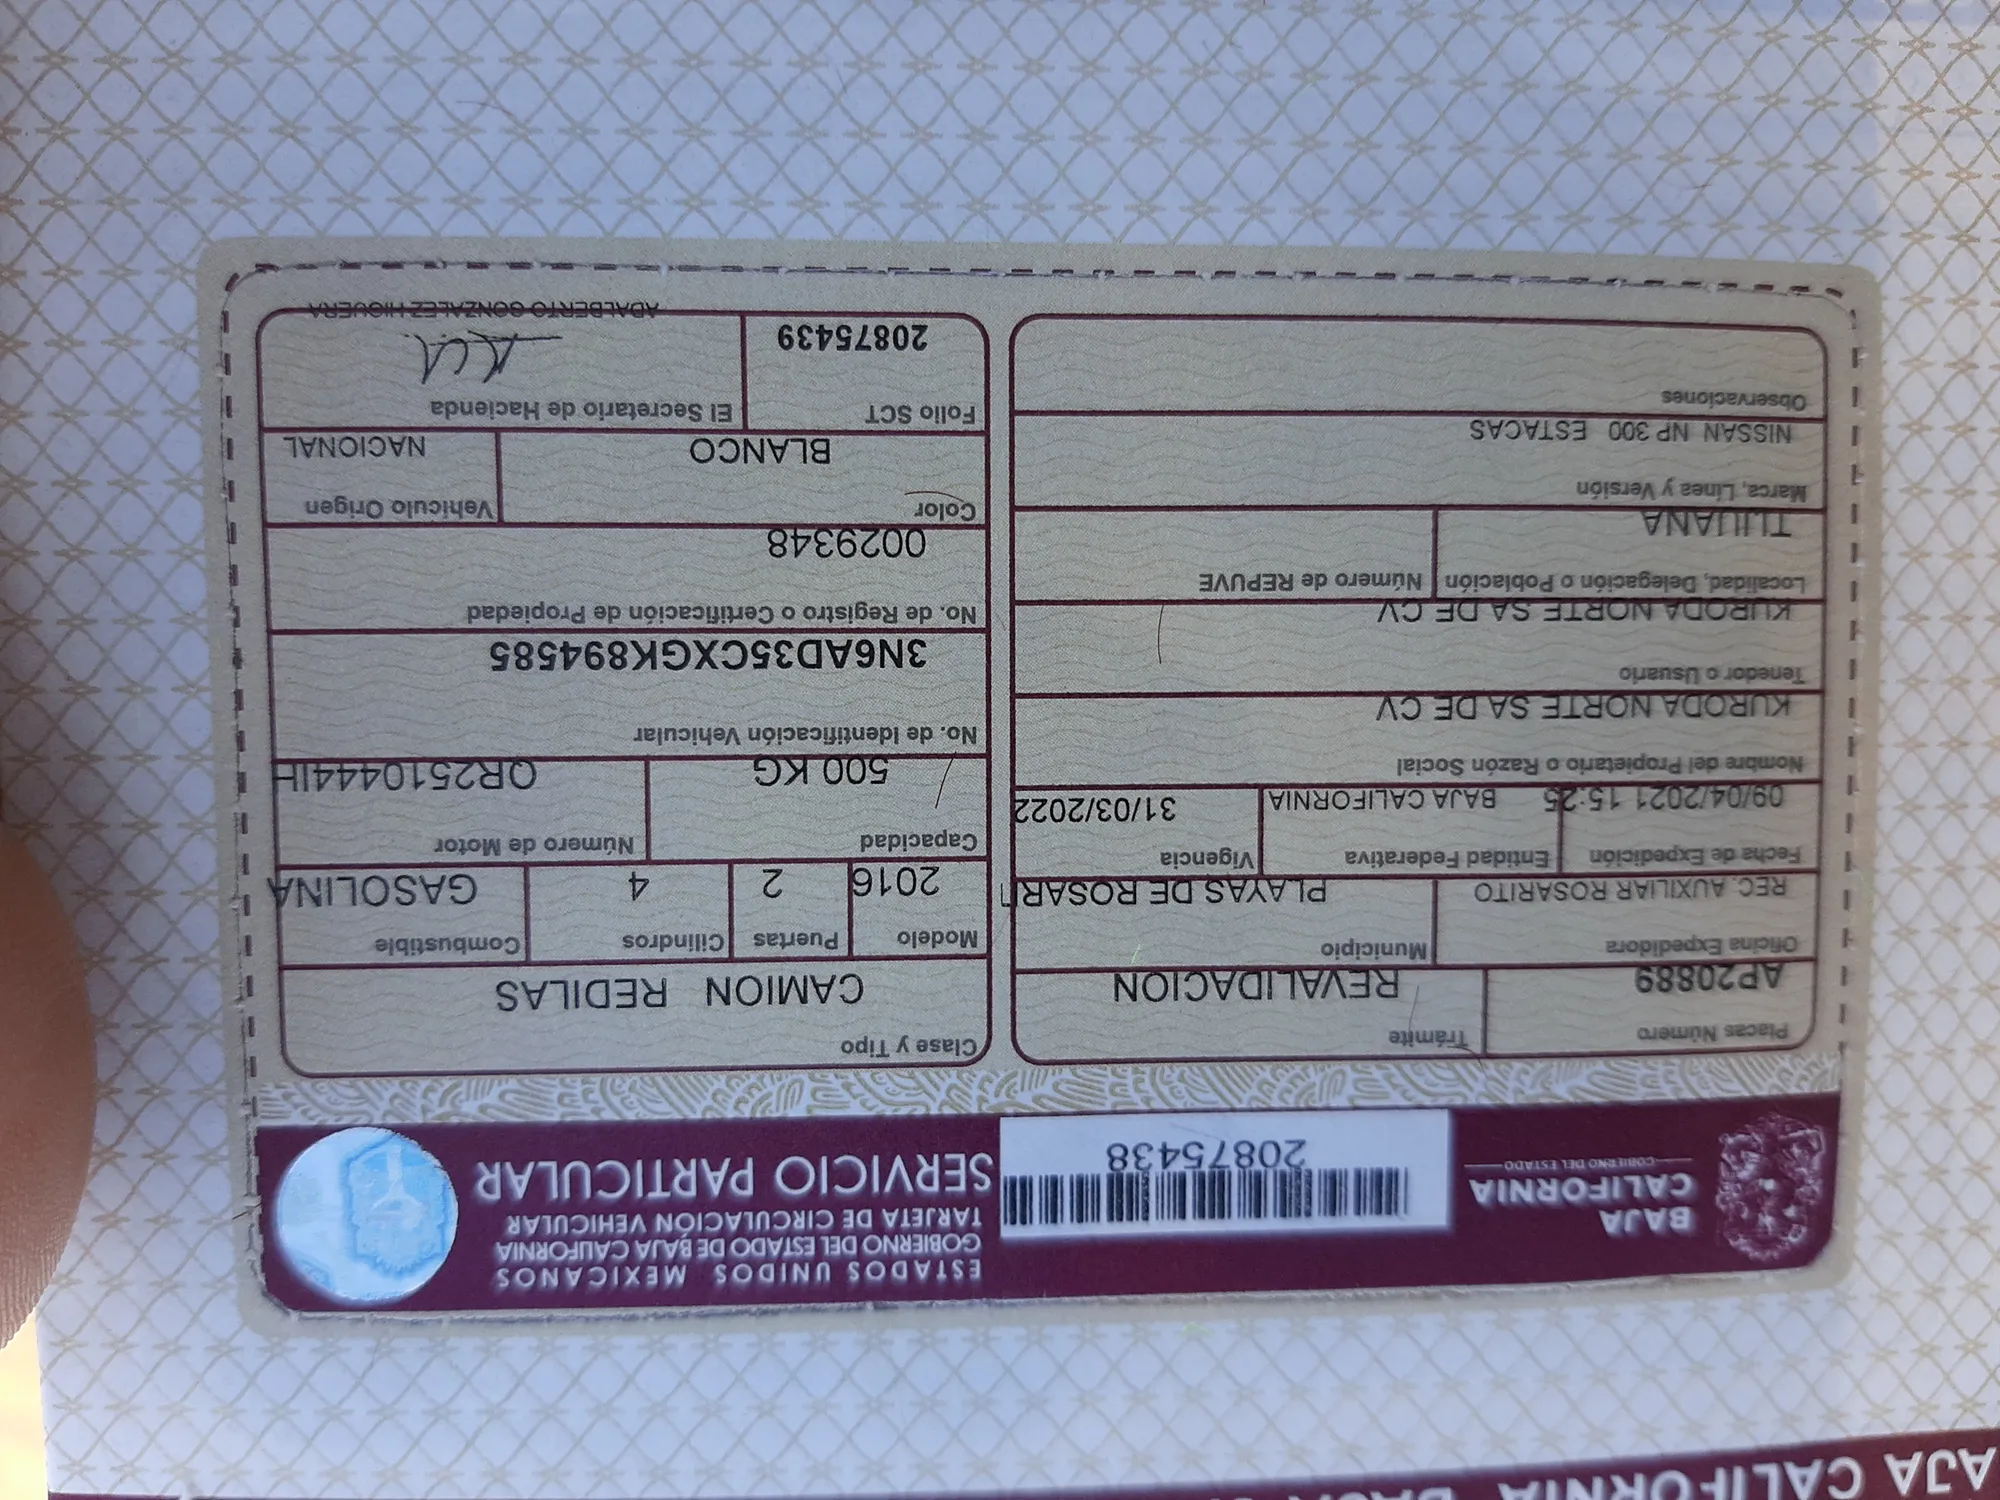 BAJA
CALIFORNIA
GOBIERNO DEL ESTADO
20875438
ESTADOS UNIDOS MEXICANOS
GOBIERNO DEL ESTADO DE BAJA CALIFORNIA
TARJETA DE CIRCULACIÓN VEHICULAR
SERVICIO PARTICULAR
Placas Número
AP20889
Trámite
REVALIDACION
Oficina Expedidora
REC. AUXILIAR ROSARITO
Municipio
PLAYAS DE ROSARIT
Fecha de Expedición
09/04/2021 15:25
Entidad Federativa
BAJA CALIFORNIA
Vigencia
31/03/2022
Nombre del Propietario o Razón Social
KURODA NORTE SA DE CV
Tenedor o Usuario
KURODA NORTE SA DE CV
Localidad, Delegación o Población
TIJUANA
Número de REPUVE
Marca, Línea y Versión
NISSAN NP 300 ESTACAS
Observaciones
Clase y Tipo
CAMION REDILAS
Modelo
2016
Puertas
2
Cilindros
4
Combustible
GASOLINA
Capacidad
500 KG
Número de Motor
QR2510444IH
No. de Identificación Vehicular
3N6AD35CXGK894585
No. de Registro o Certificación de Propiedad
0029348
Color
BLANCO
Vehículo Origen
NACIONAL
Folio SCT
20875439
El Secretario de Hacienda
ADALBERTO GONZALEZ HIGUERA
AJA CALIFORNIA